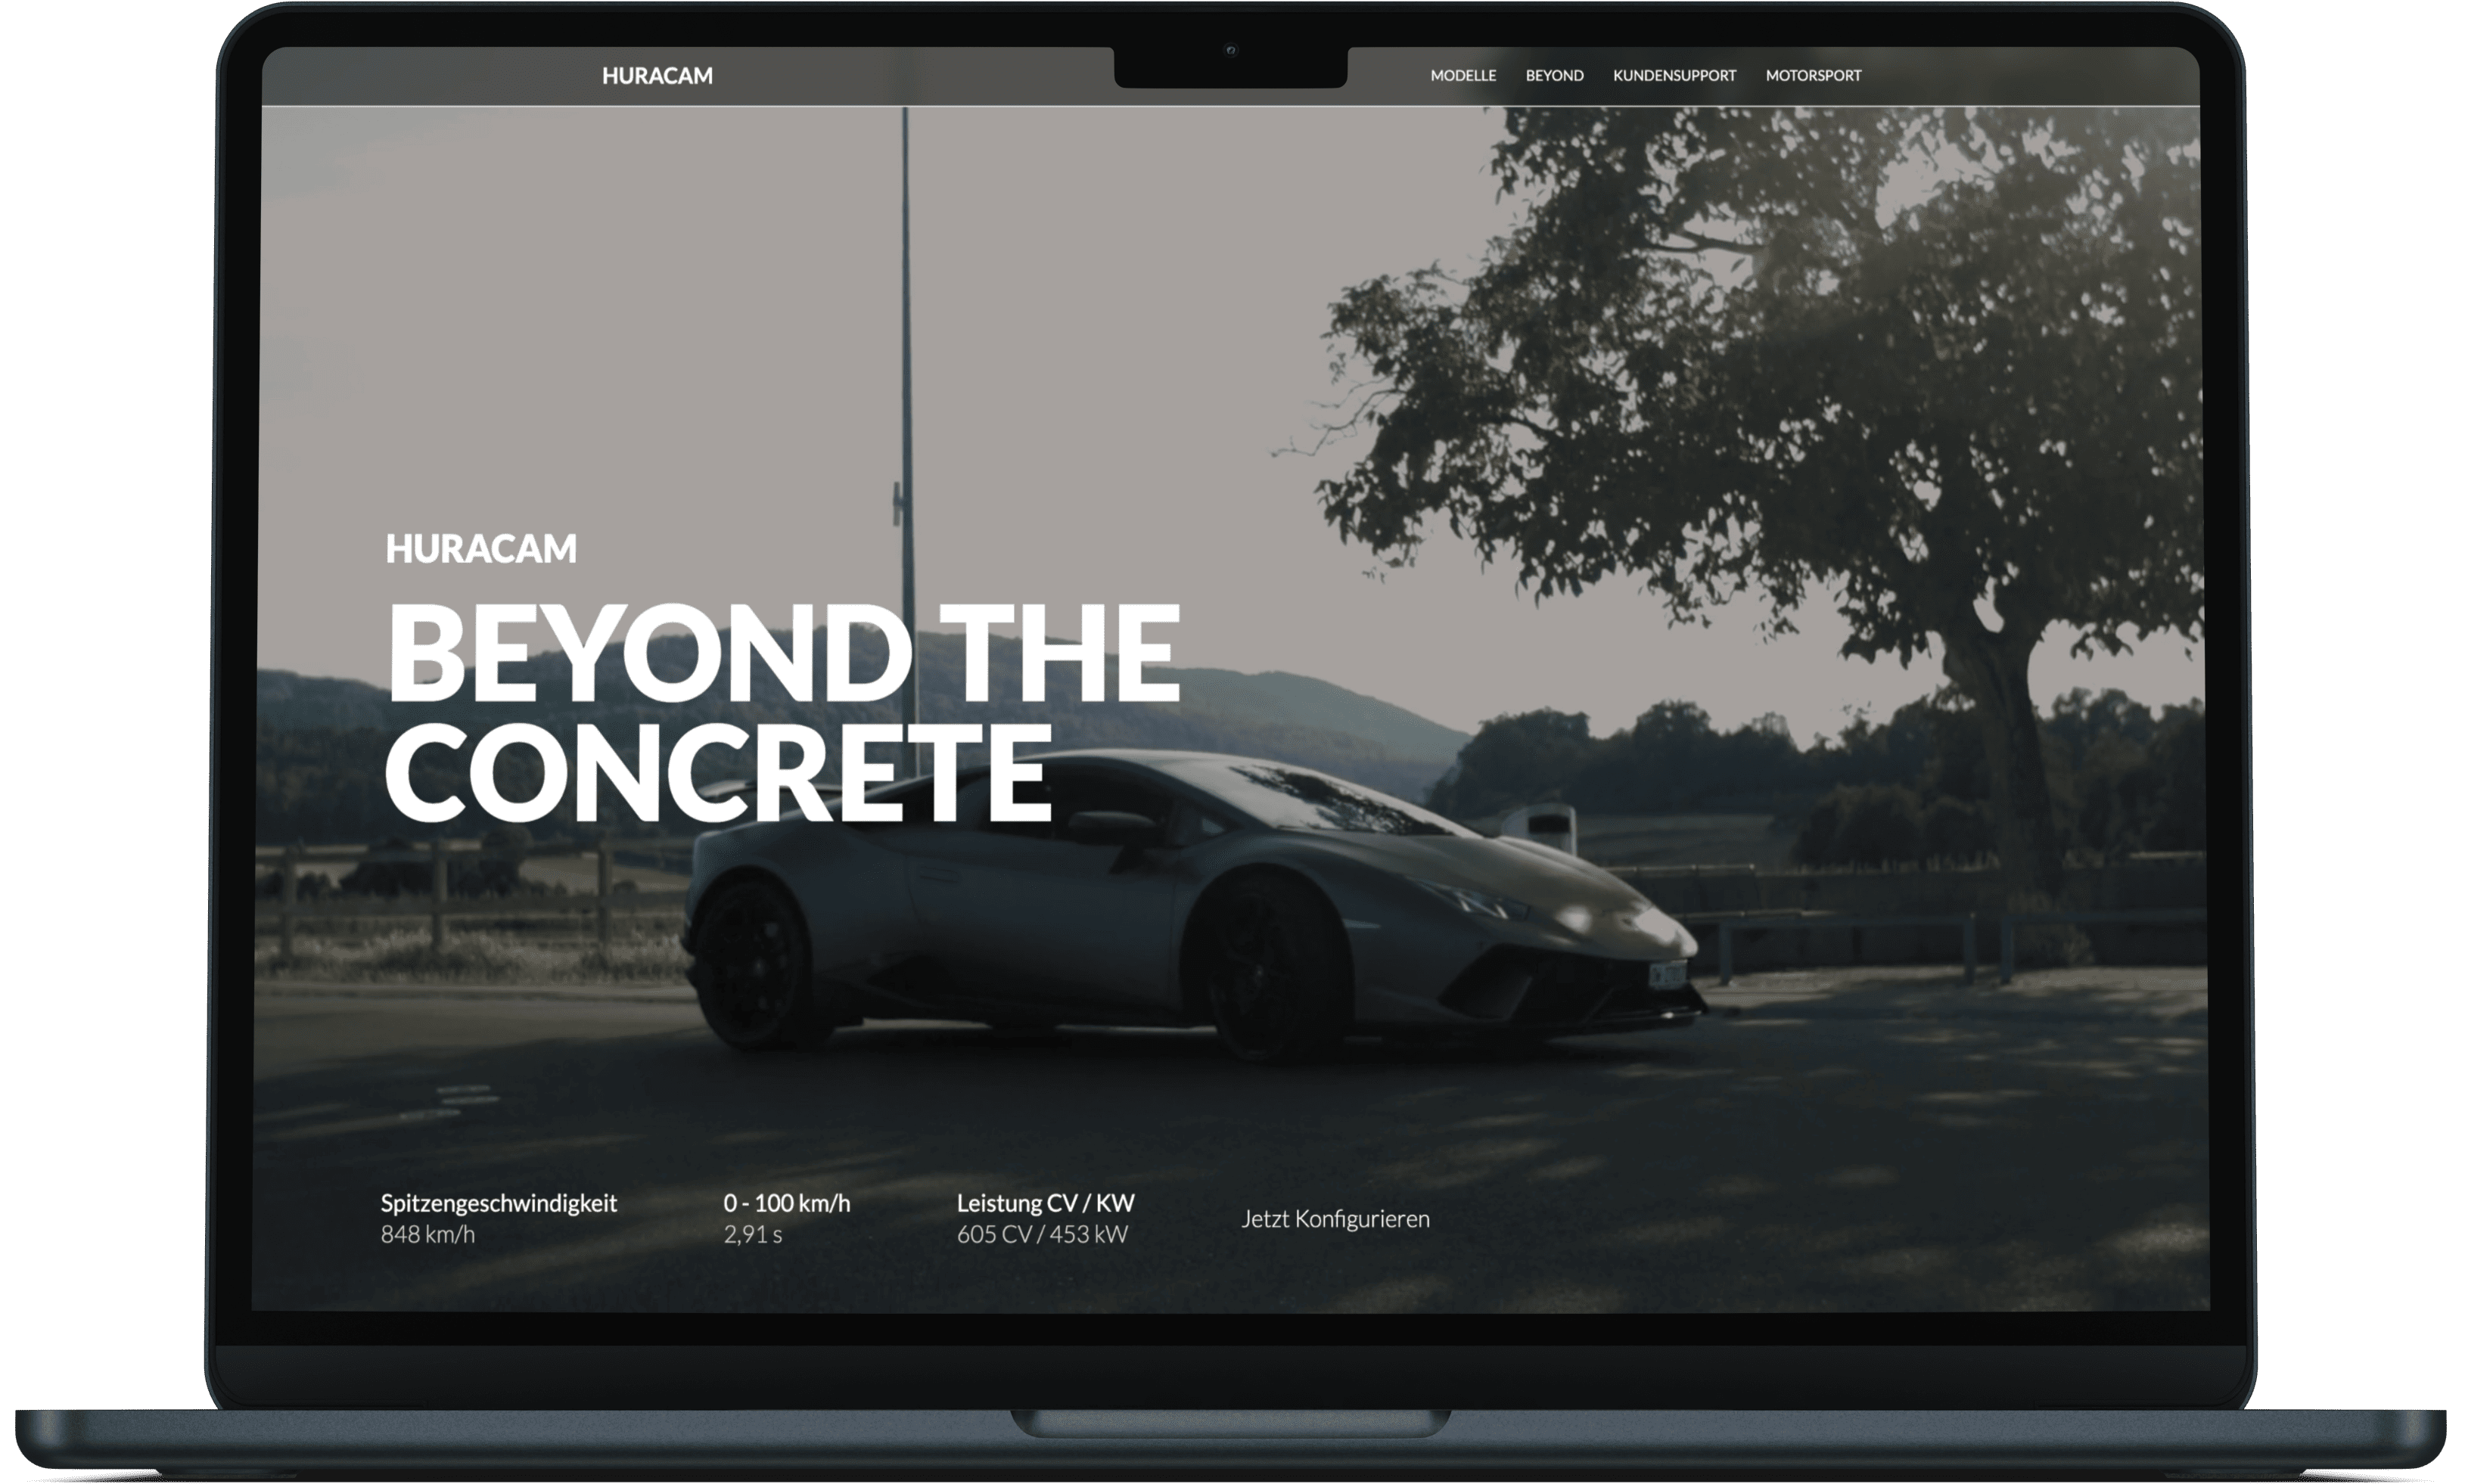 HURACAM
MODELLE BEYOND KUNDENSUPPORT MOTORSPORT
HURACAM
BEYOND THE
CONCRETE
Spitzengeschwindigkeit
848 km/h
0 - 100 km/h
2,91 s
Leistung CV / KW
605 CV / 453 kW
Jetzt Konfigurieren